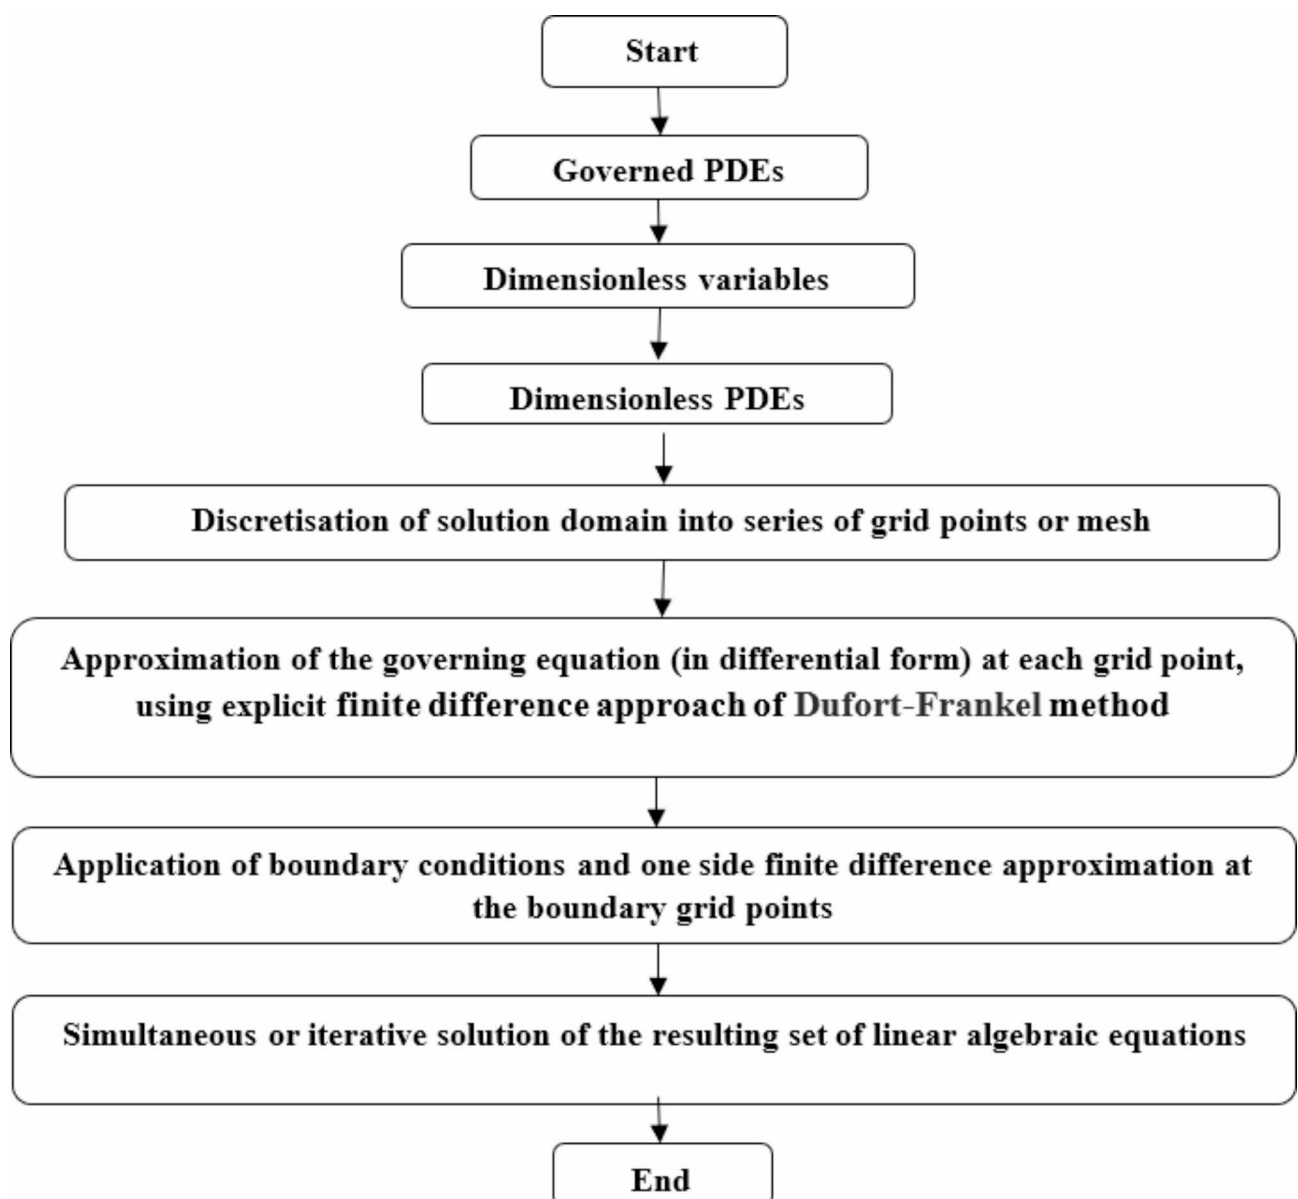 Start
Governed PDEs
Dimensionless variables
Dimensionless PDEs
Discretisation of solution domain into series of grid points or mesh
Approximation of the governing equation (in differential form) at each grid point,
using explicit finite difference approach of Dufort-Frankel method
Application of boundary conditions and one side finite difference approximation at
the boundary grid points
Simultaneous or iterative solution of the resulting set of linear algebraic equations
End